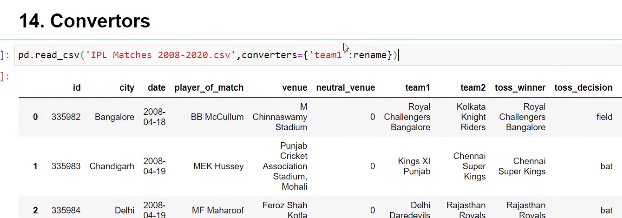 14. Convertors
]: pd.read_csv('IPL Matches 2008-2020.csv',converters={'team1':rename})
]:
id city date player_of_match venue neutral_venue team1 team2 toss_winner toss_decision
0 335982 Bangalore 2008-04-18 BB McCullum M Chinnaswamy Stadium 0 Royal Challengers Bangalore Kolkata Knight Riders Royal Challengers Bangalore field
1 335983 Chandigarh 2008-04-19 MEK Hussey Punjab Cricket Association Stadium, Mohali 0 Kings XI Punjab Chennai Super Kings Chennai Super Kings bat
2 335984 Delhi 2008-04-19 MF Maharoof Feroz Shah Kotla 0 Delhi Daredevils Rajasthan Royals Rajasthan Royals bat